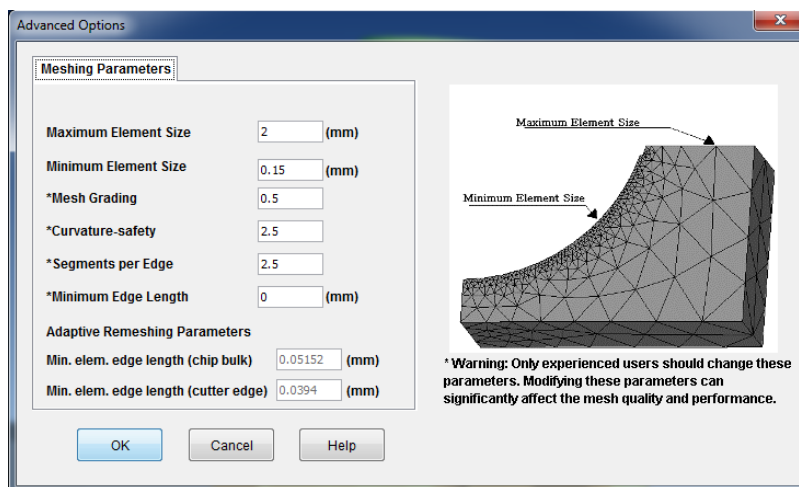 Advanced Options
X
Meshing Parameters
Maximum Element Size 2 (mm)
Minimum Element Size 0.15 (mm)
*Mesh Grading 0.5
*Curvature-safety 2.5
*Segments per Edge 2.5
*Minimum Edge Length 0 (mm)
Adaptive Remeshing Parameters
Min. elem. edge length (chip bulk) 0.05152 (mm)
Min. elem. edge length (cutter edge) 0.0394 (mm)
OK Cancel Help
Maximum Element Size
Minimum Element Size
* Warning: Only experienced users should change these
parameters. Modifying these parameters can
significantly affect the mesh quality and performance.